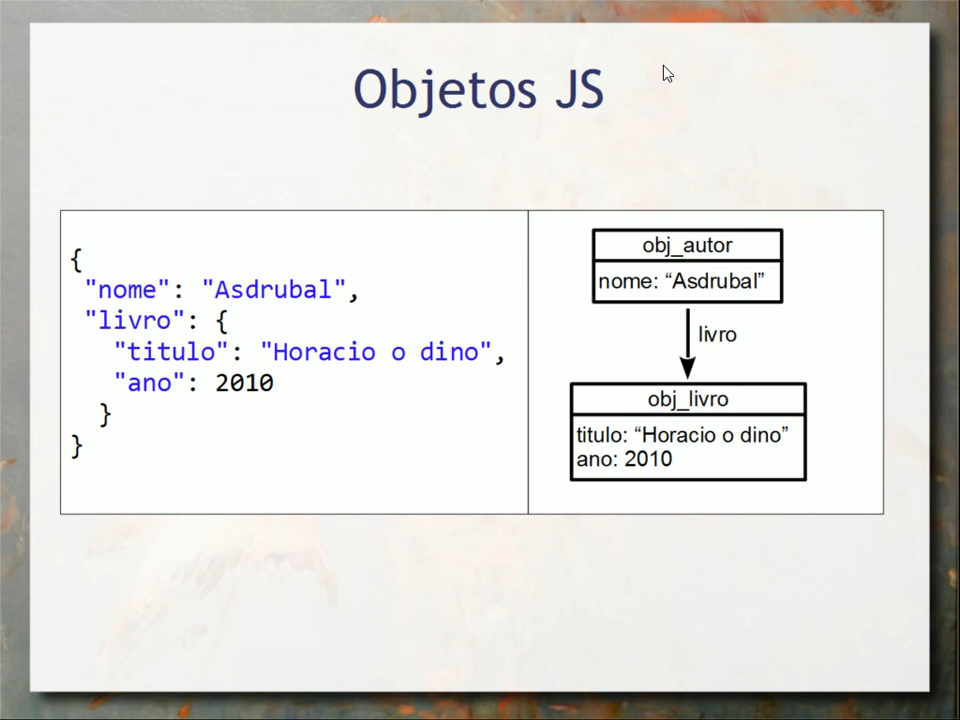 Objetos JS
{
"nome": "Asdrubal",
"livro": {
"titulo": "Horacio o dino",
"ano": 2010
}
}
obj_autor
nome: “Asdrubal”
livro
obj_livro
titulo: “Horacio o dino”
ano: 2010